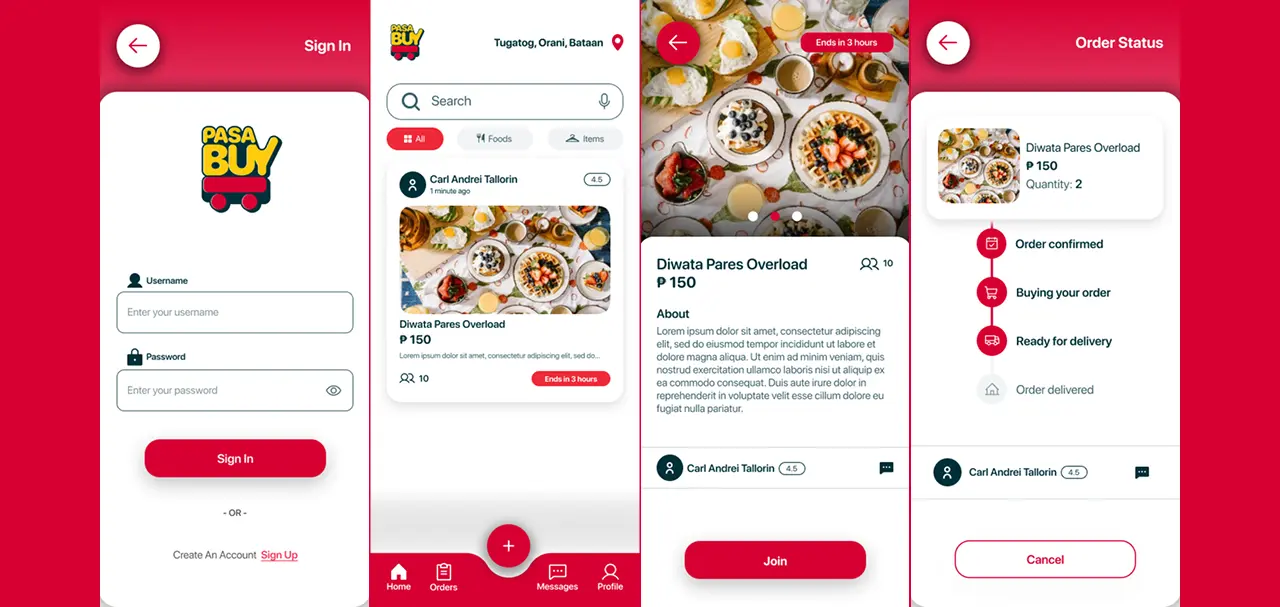 Sign In
PASA
BUY
Username
Enter your username
Password
Enter your password
Sign In
- OR -
Create An Account Sign Up
PASA
BUY
Tugatog, Orani, Bataan
Search
All
Foods
Items
Carl Andrei Tallorin
4.5
1 minute ago
Diwata Pares Overload
₱ 150
Lorem ipsum dolor sit amet, consectetur adipiscing elit, sed do...
10
Ends in 3 hours
Home
Orders
Messages
Profile
Ends in 3 hours
Diwata Pares Overload
10
₱ 150
About
Lorem ipsum dolor sit amet, consectetur adipiscing
elit, sed do eiusmod tempor incididunt ut labore et
dolore magna aliqua. Ut enim ad minim veniam, quis
nostrud exercitation ullamco laboris nisi ut aliquip ex
ea commodo consequat. Duis aute irure dolor in
reprehenderit in voluptate velit esse cillum dolore eu
fugiat nulla pariatur.
Carl Andrei Tallorin 4.5
Join
Order Status
Diwata Pares Overload
₱ 150
Quantity: 2
Order confirmed
Buying your order
Ready for delivery
Order delivered
Carl Andrei Tallorin 4.5
Cancel